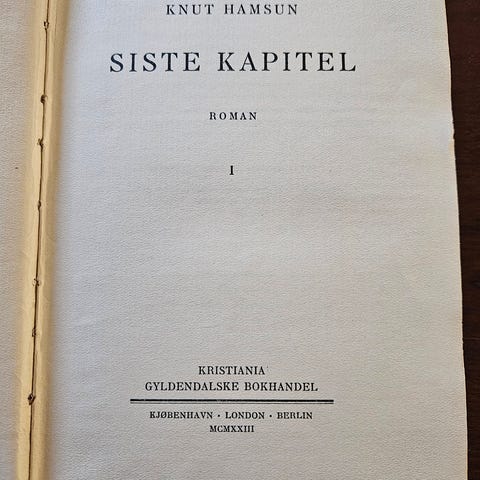 KNUT HAMSUN
SISTE KAPITEL
ROMAN
I
KRISTIANIA
GYLDENDALSKE BOKHANDEL
KJØBENHAVN · LONDON · BERLIN
MCMXXIII